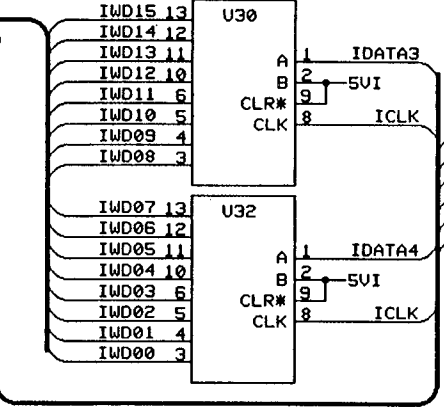 IWD15 13 U30
IWD14 12
IWD13 11 A 1 IDATA3
IWD12 10 B 2 5VI
IWD11 6 CLR* 9
IWD10 5 CLK 8 ICLK
IWD09 4
IWD08 3
IWD07 13 U32
IWD06 12
IWD05 11 A 1 IDATA4
IWD04 10 B 2 5VI
IWD03 6 CLR* 9
IWD02 5 CLK 8 ICLK
IWD01 4
IWD00 3